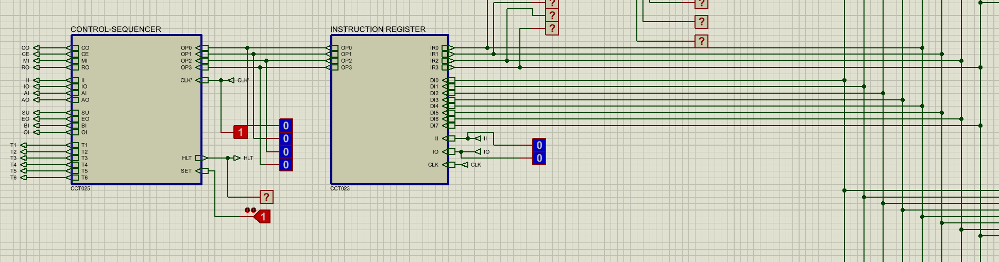 ?
?
?
?
?
?
CONTROL-SEQUENCER
INSTRUCTION REGISTER
CO CO OP0 OP0 IR0
CE CE OP1 OP1 IR1
MI MI OP2 OP2 IR2
RO RO OP3 OP3 IR3
II II CLK' CLK' DI0
IO IO DI1
AI AI DI2
AO AO DI3
DI4
SU SU DI5
EO EO DI6
BI BI 0 DI7
OI OI 1
0 II II
T1 T1 0
T2 T2 0 IO IO
T3 T3 HLT HLT 0
T4 T4 0 CLK CLK
T5 T5 SET
T6 T6
CCT025 CCT023
?
1